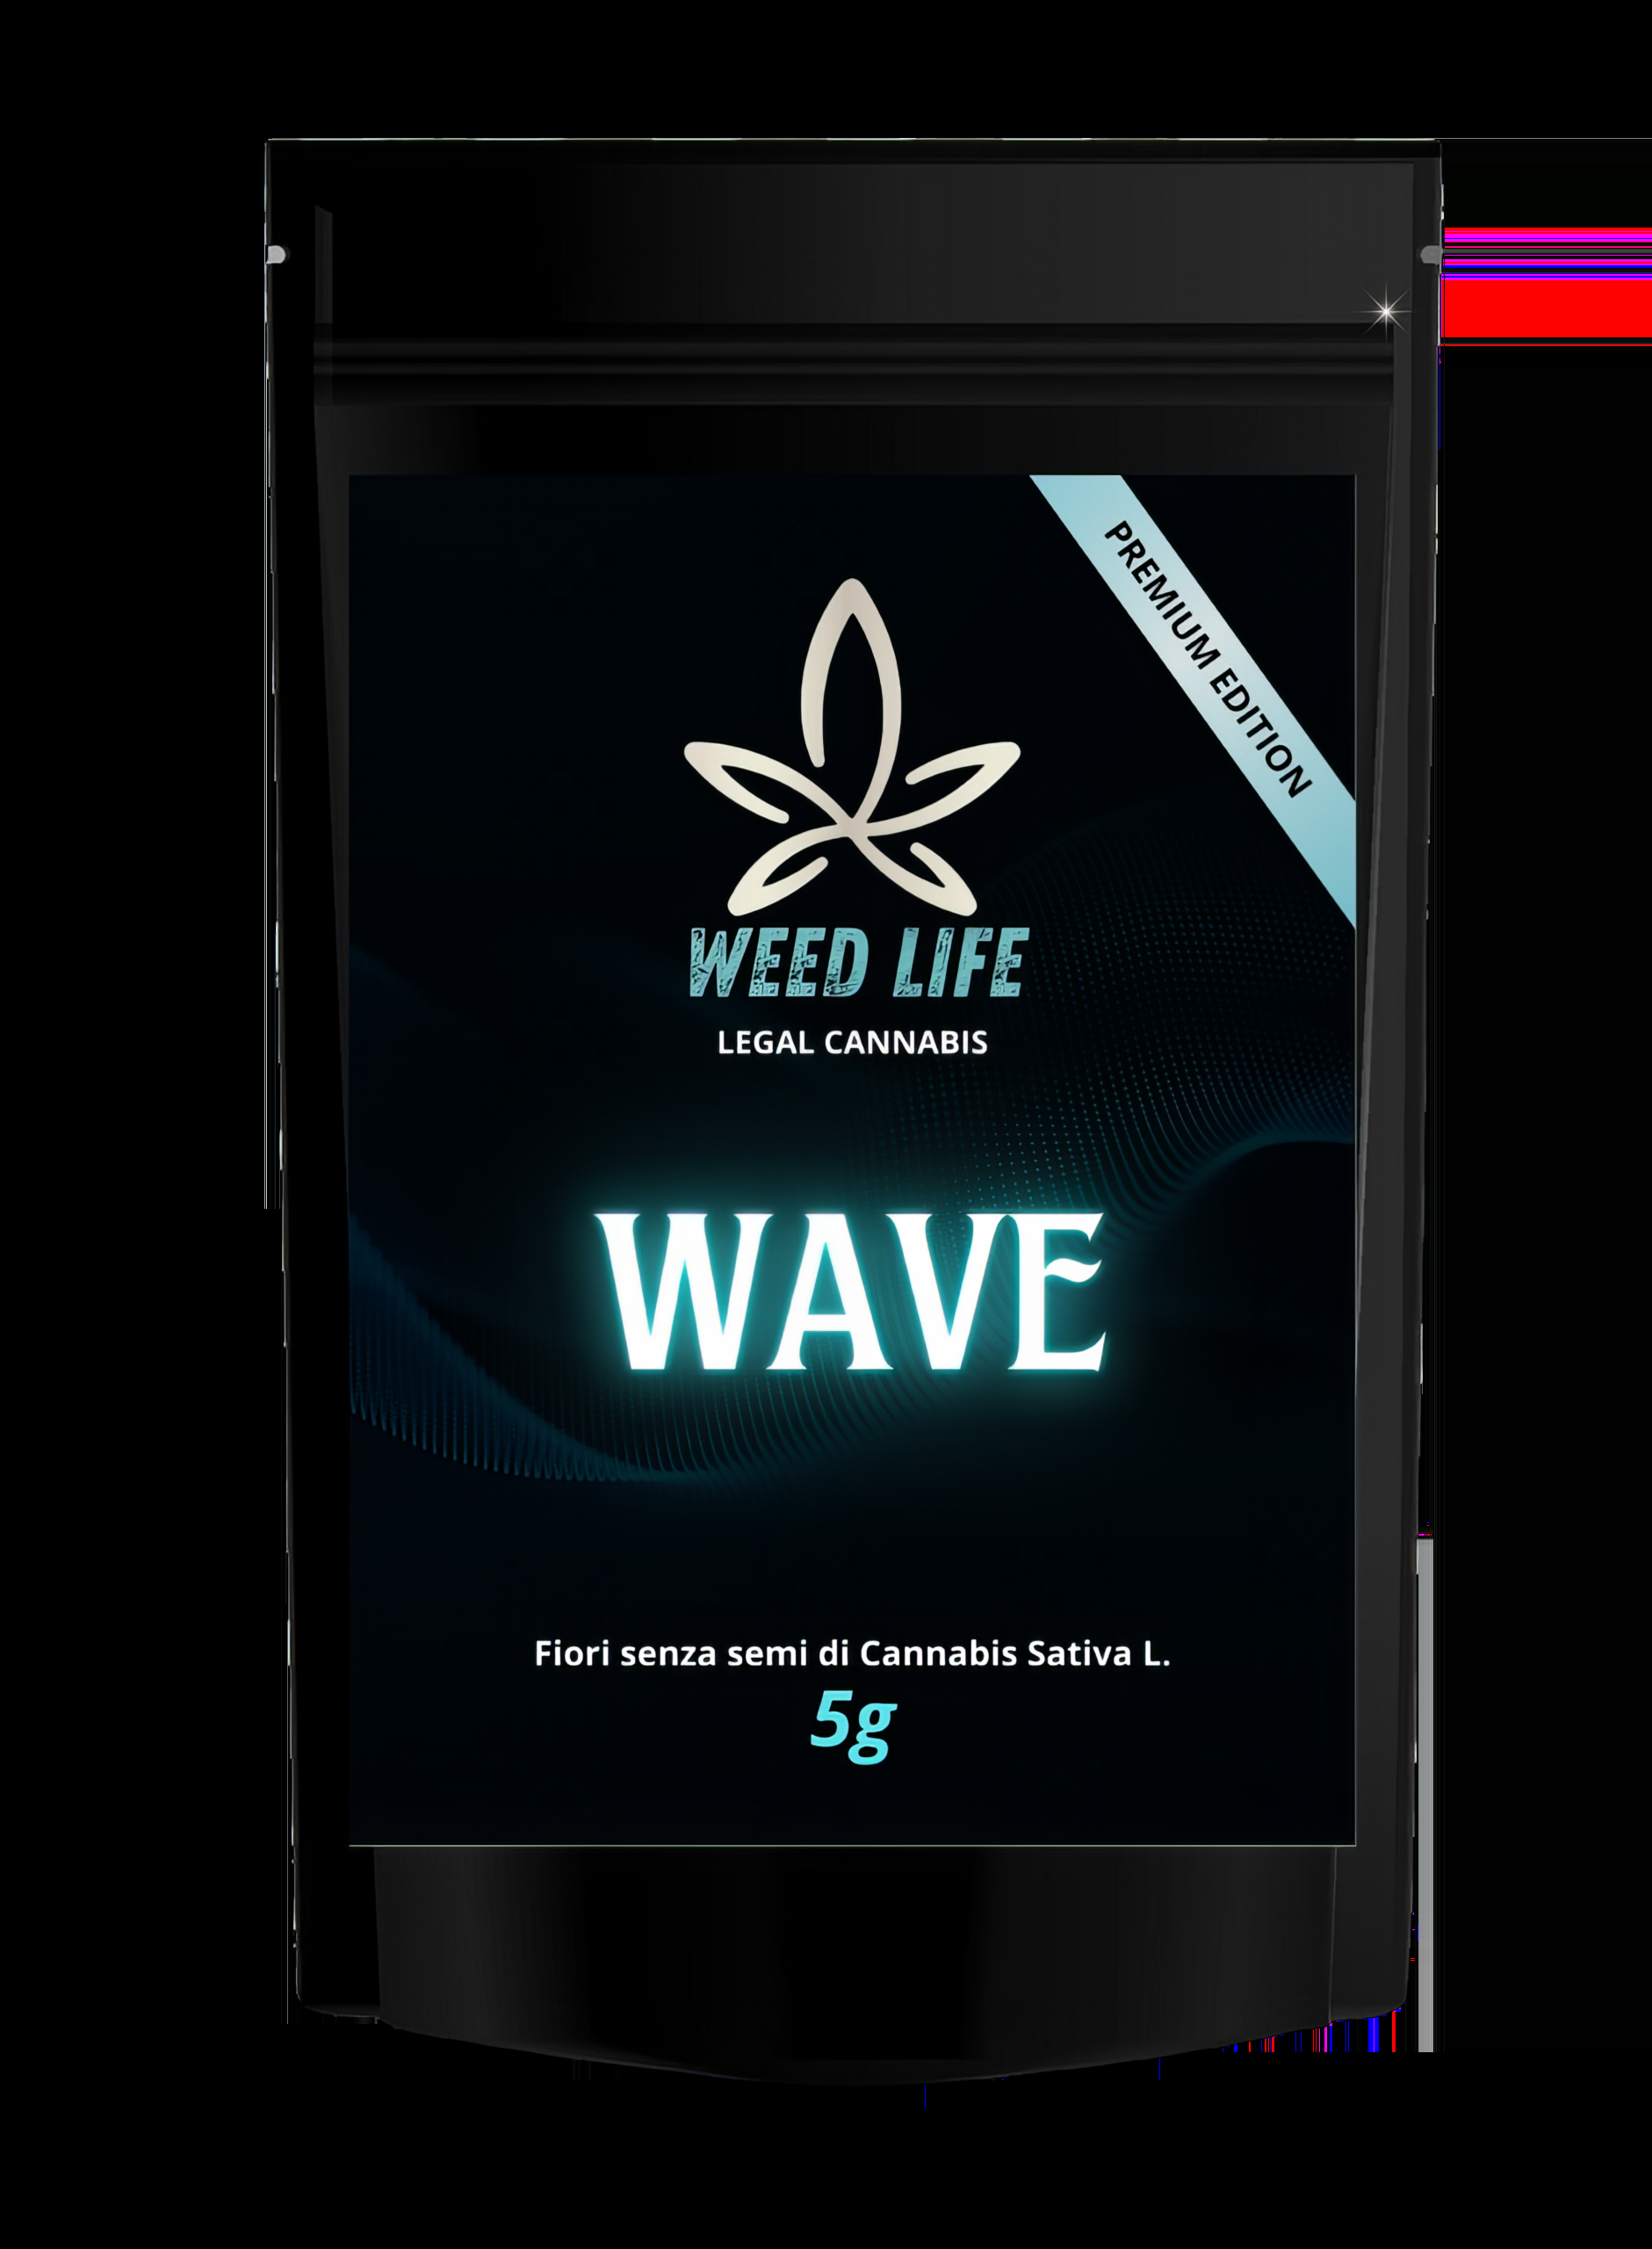 PREMIUM EDITION
WEED LIFE
LEGAL CANNABIS
WAVE
Fiori senza semi di Cannabis Sativa L.
5g